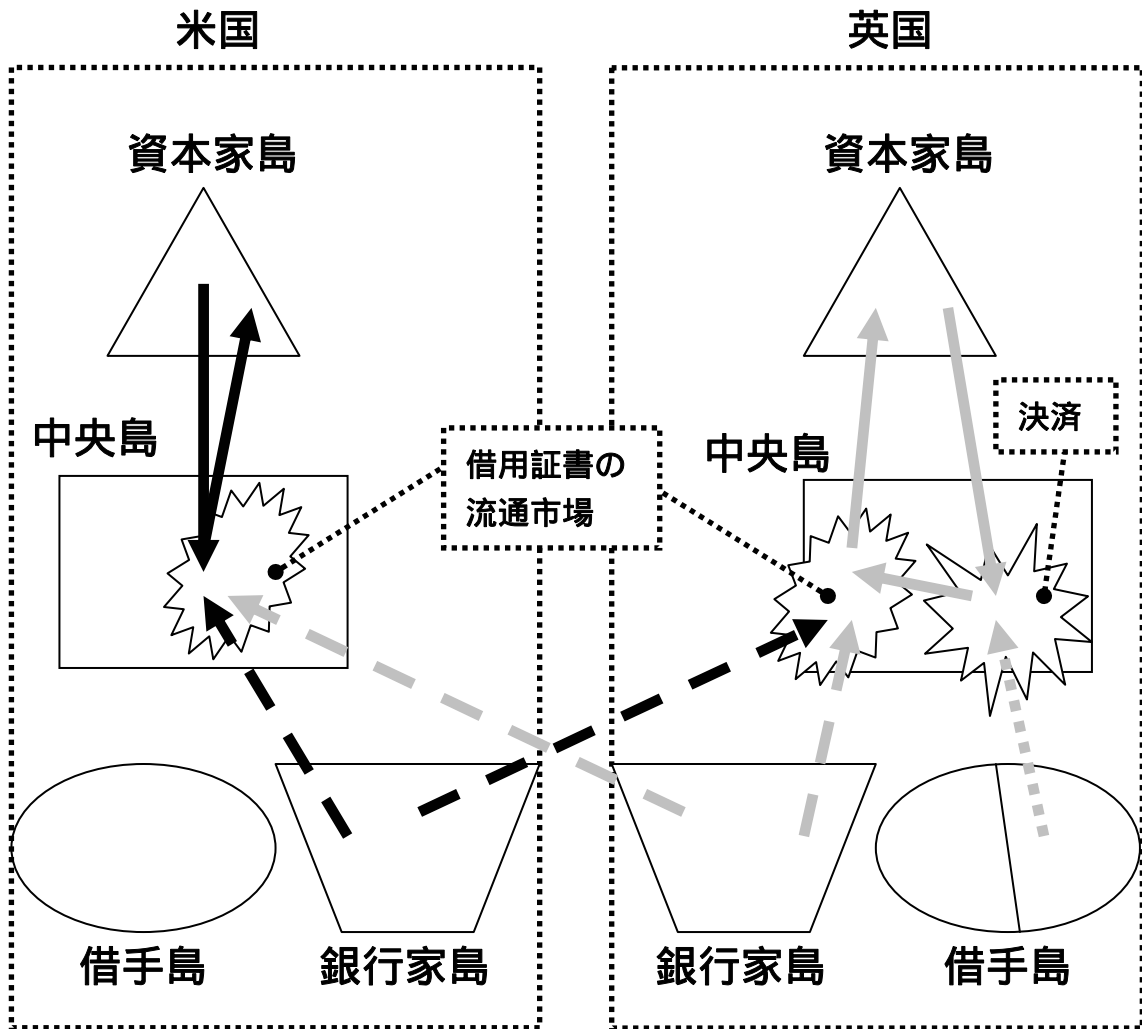 米国
英国
資本家島
資本家島
決済
中央島
中央島
借用証書の
流通市場
借手島
銀行家島
銀行家島
借手島